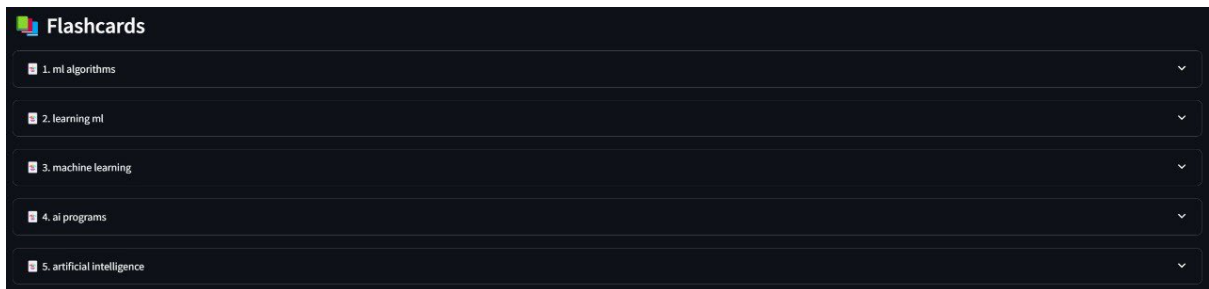 Flashcards
1. ml algorithms
2. learning ml
3. machine learning
4. ai programs
5. artificial intelligence